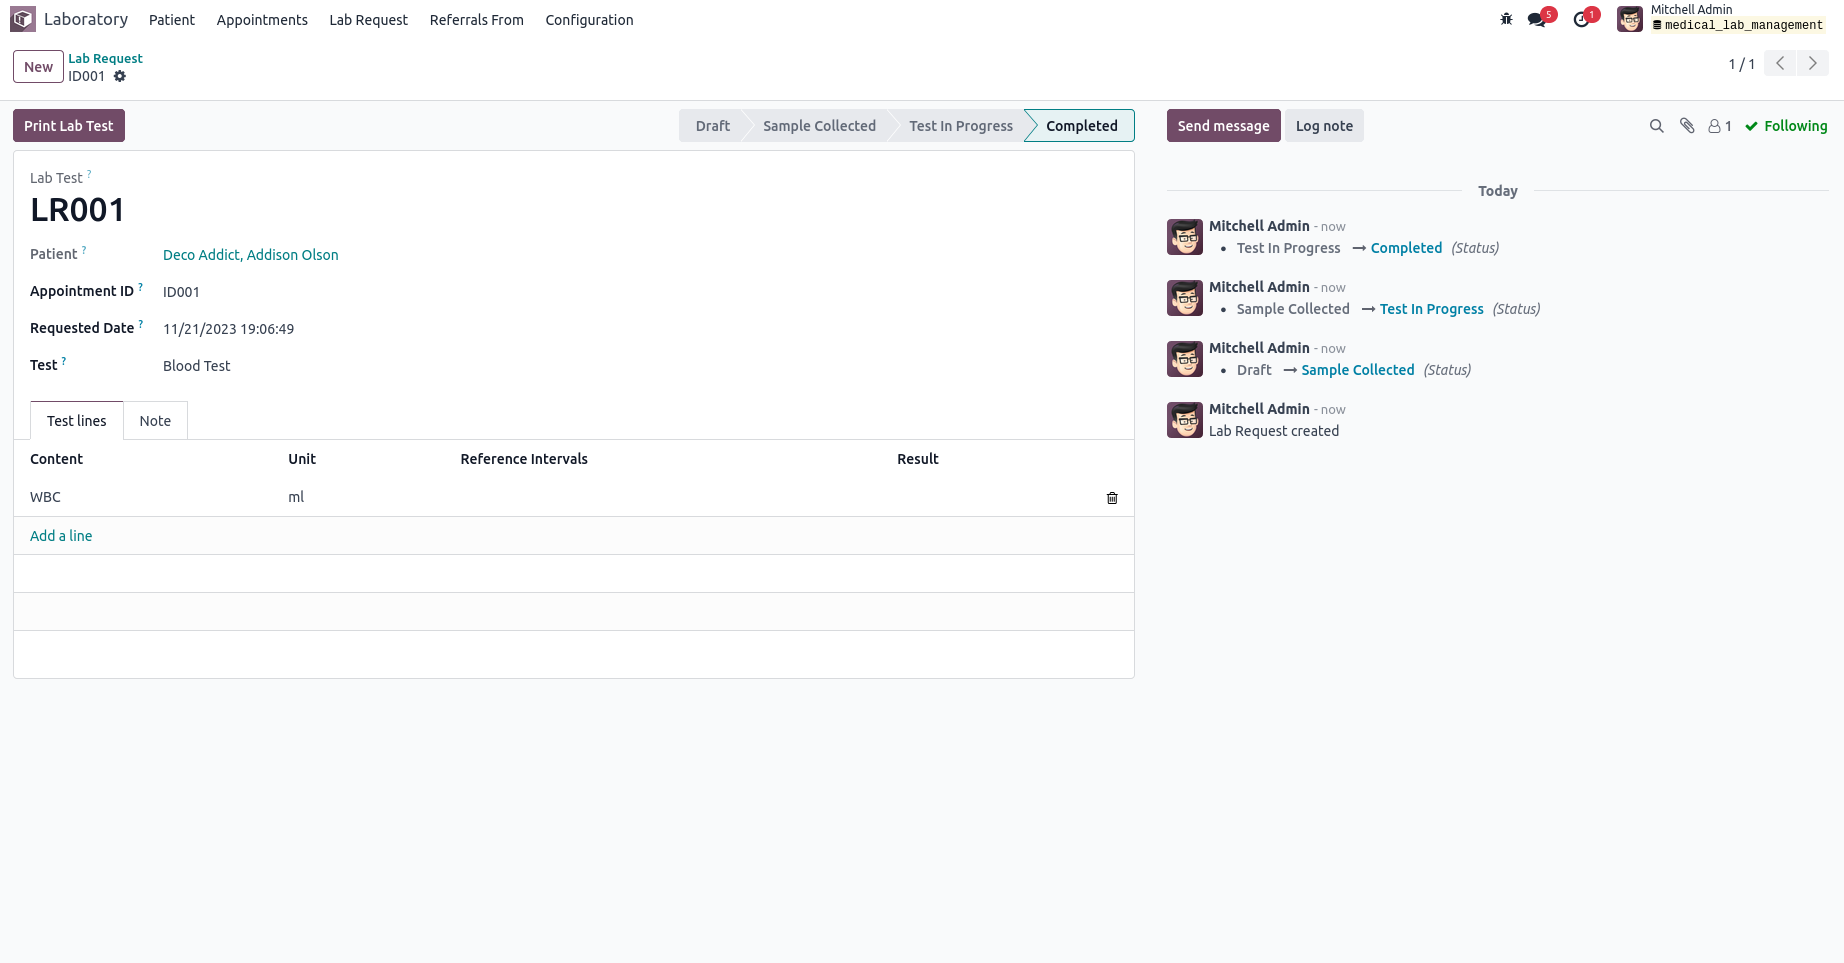 Laboratory Patient Appointments Lab Request Referrals From Configuration 5 1 Mitchell Admin
medical_lab_management
New Lab Request
ID001 1 / 1
Print Lab Test Draft Sample Collected Test In Progress Completed Send message Log note 1 Following
Lab Test ?
LR001
Patient ? Deco Addict, Addison Olson
Appointment ID ? ID001
Requested Date ? 11/21/2023 19:06:49
Test ? Blood Test
Test lines Note
Content Unit Reference Intervals Result
WBC ml
Add a line
Today
Mitchell Admin - now
• Test In Progress → Completed (Status)
Mitchell Admin - now
• Sample Collected → Test In Progress (Status)
Mitchell Admin - now
• Draft → Sample Collected (Status)
Mitchell Admin - now
Lab Request created